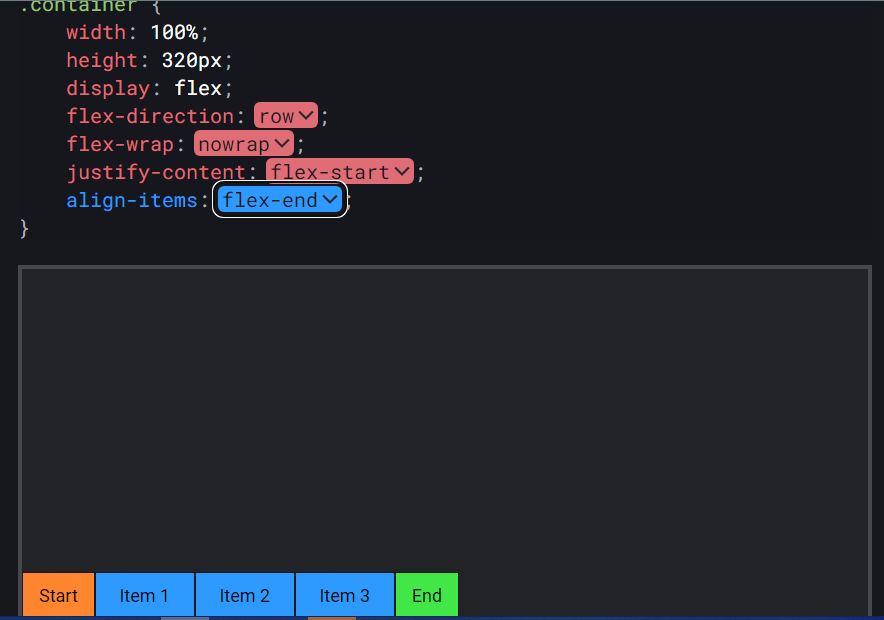 .container {
width: 100%;
height: 320px;
display: flex;
flex-direction: row;
flex-wrap: nowrap;
justify-content: flex-start;
align-items: flex-end;
}
Start Item 1 Item 2 Item 3 End